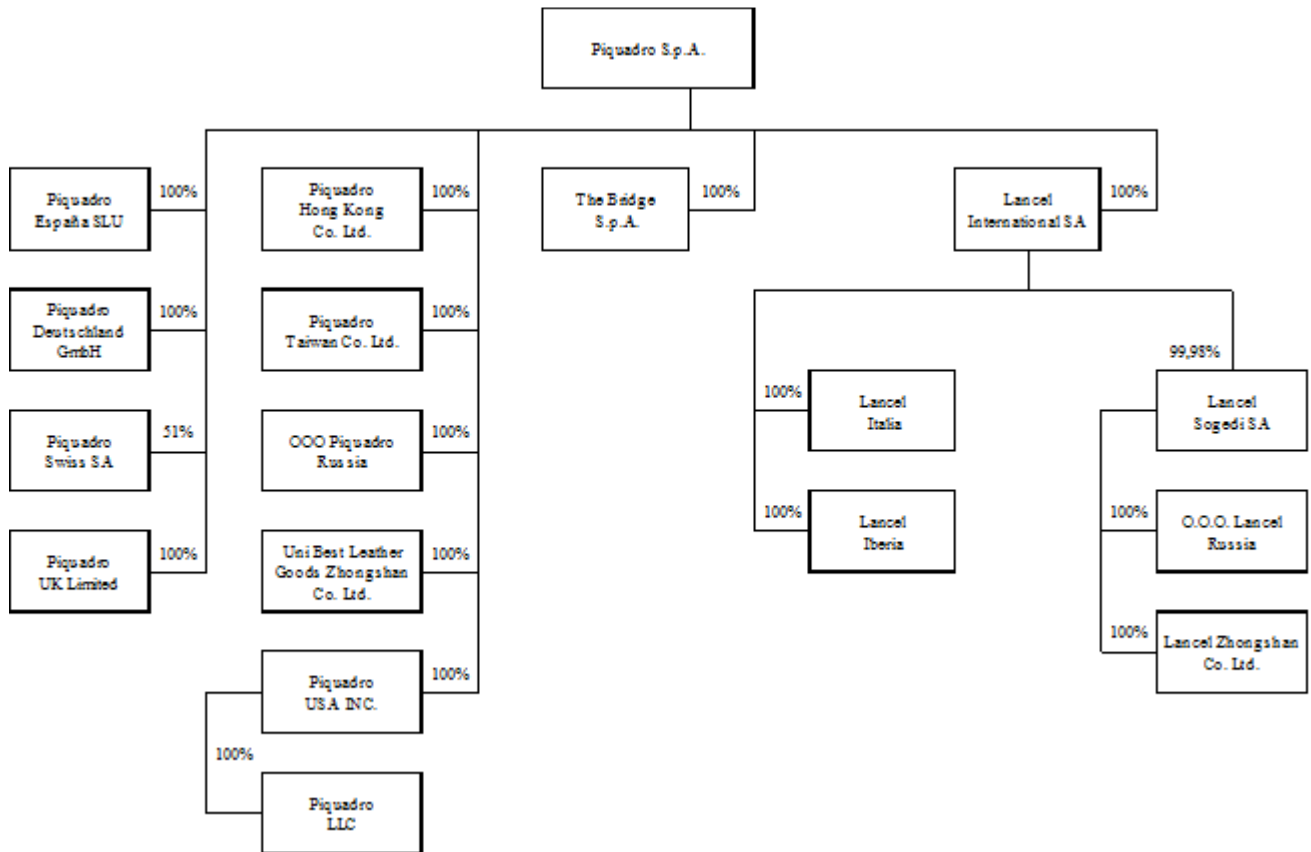 Piquadro S.p.A.
Piquadro
España SLU
100%
Piquadro
Hong Kong
Co. Ltd.
100%
The Bridge
S.p.A.
100%
Lancel
International SA
100%
Piquadro
Deutschland
GmbH
100%
Piquadro
Taiwan Co. Ltd.
100%
99,98%
Piquadro
Swiss SA
51%
OOO Piquadro
Russia
100%
100%
Lancel
Italia
Lancel
Sogedi SA
Piquadro
UK Limited
100%
Uni Best Leather
Goods Zhongshan
Co. Ltd.
100%
100%
Lancel
Iberia
100%
O.O.O. Lancel
Russia
Piquadro
USA INC.
100%
100%
Lancel Zhongshan
Co. Ltd.
100%
Piquadro
LLC